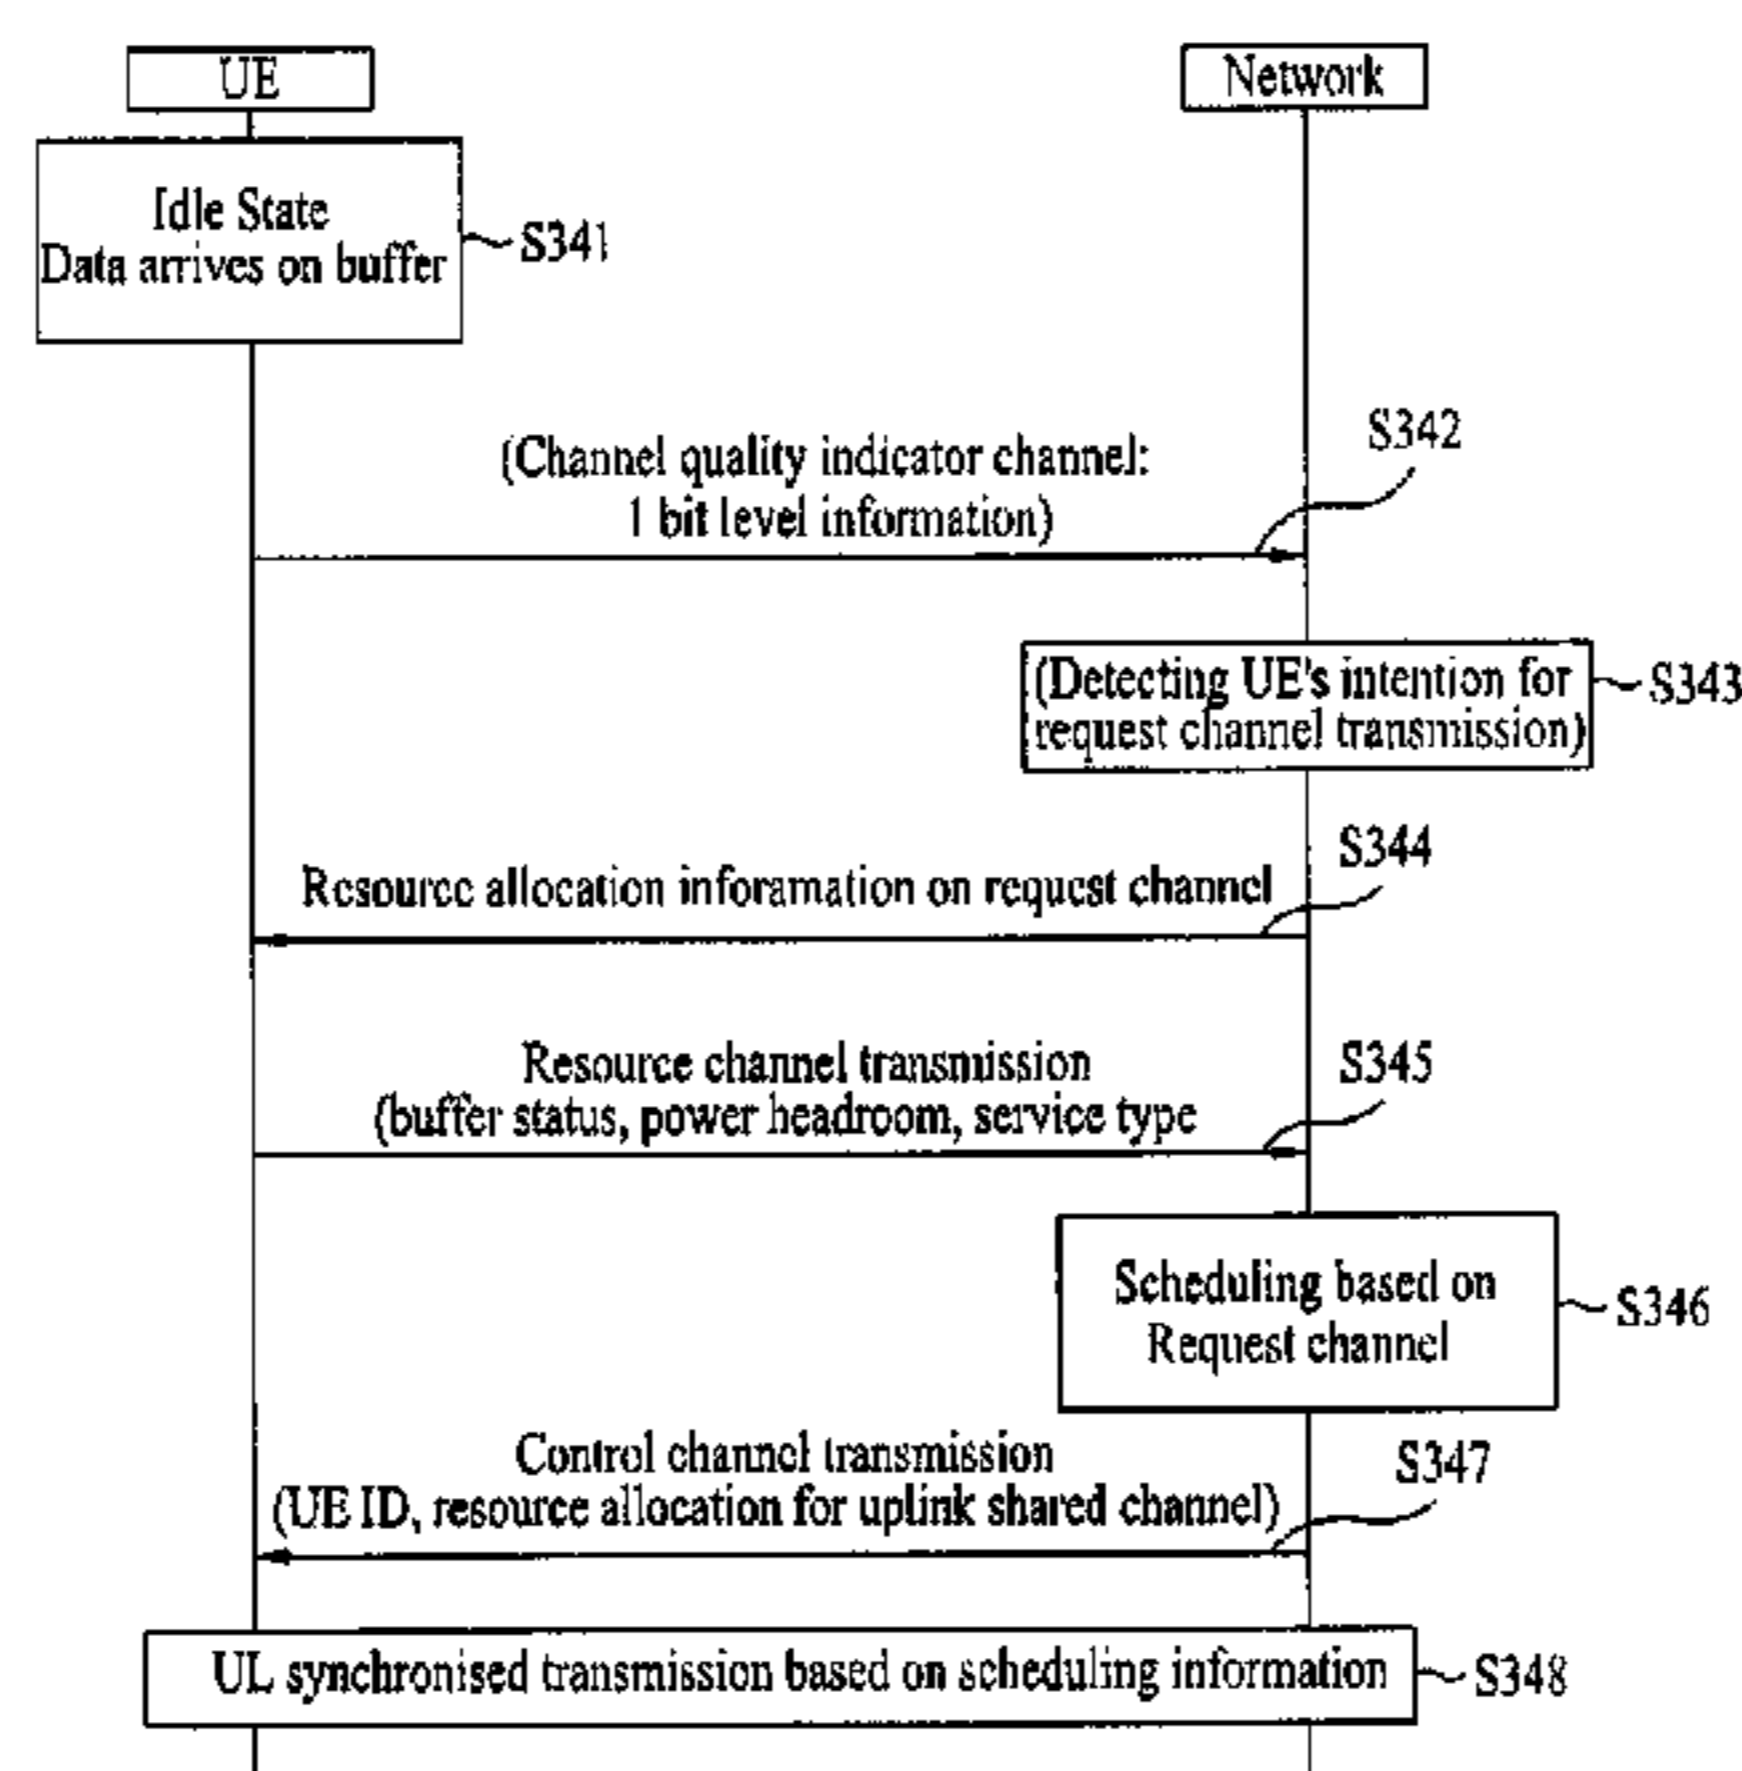 UE
Network
Idle State
Data arrives on buffer
S341
S342
(Channel quality indicator channel:
1 bit level information)
(Detecting UE's intention for
request channel transmission)
S343
S344
Resource allocation inforamation on request channel
Resource channel transmission
S345
(buffer status, power headroom, service type
Scheduling based on
Request channel
S346
Control channel transmission
S347
(UE ID, resource allocation for uplink shared channel)
UL synchronised transmission based on scheduling information
S348